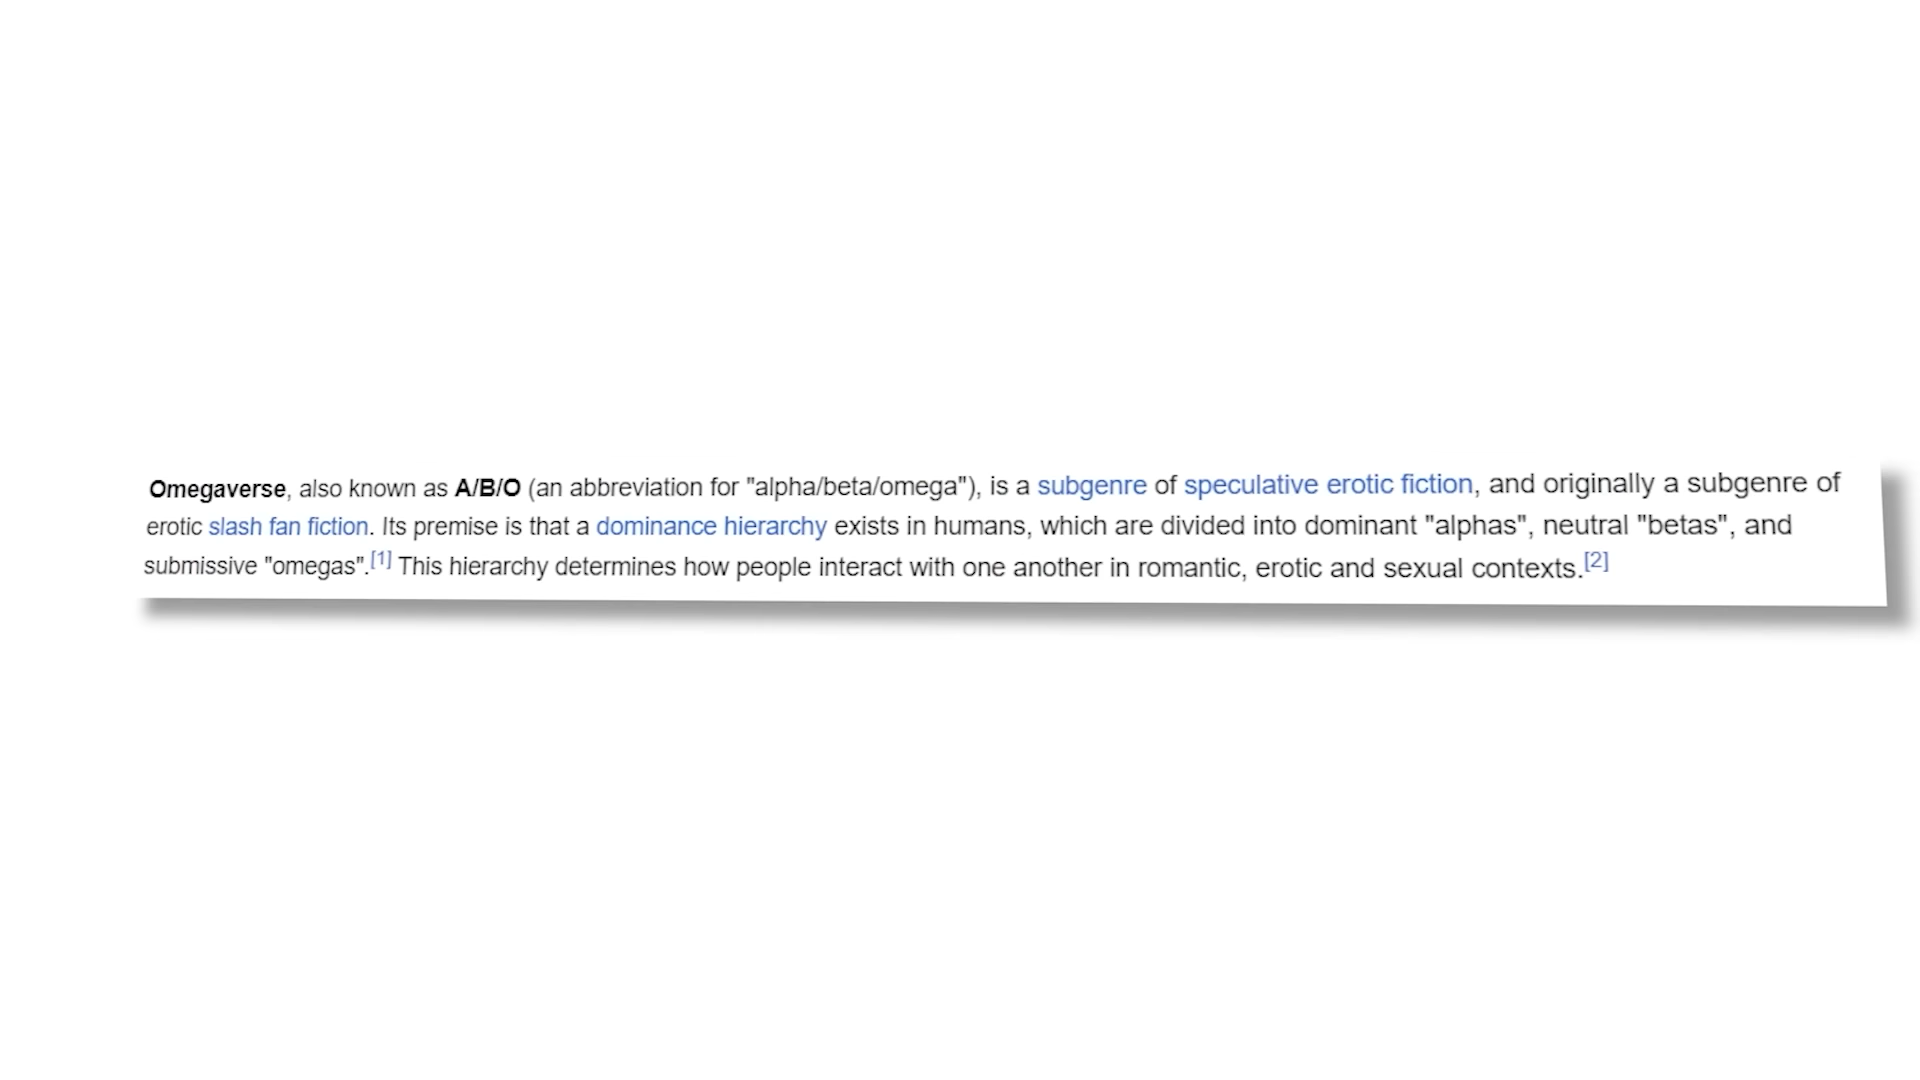 Omegaverse, also known as A/B/O (an abbreviation for "alpha/beta/omega"), is a subgenre of speculative erotic fiction, and originally a subgenre of
erotic slash fan fiction. Its premise is that a dominance hierarchy exists in humans, which are divided into dominant "alphas", neutral "betas", and
submissive "omegas".[1] This hierarchy determines how people interact with one another in romantic, erotic and sexual contexts.[2]